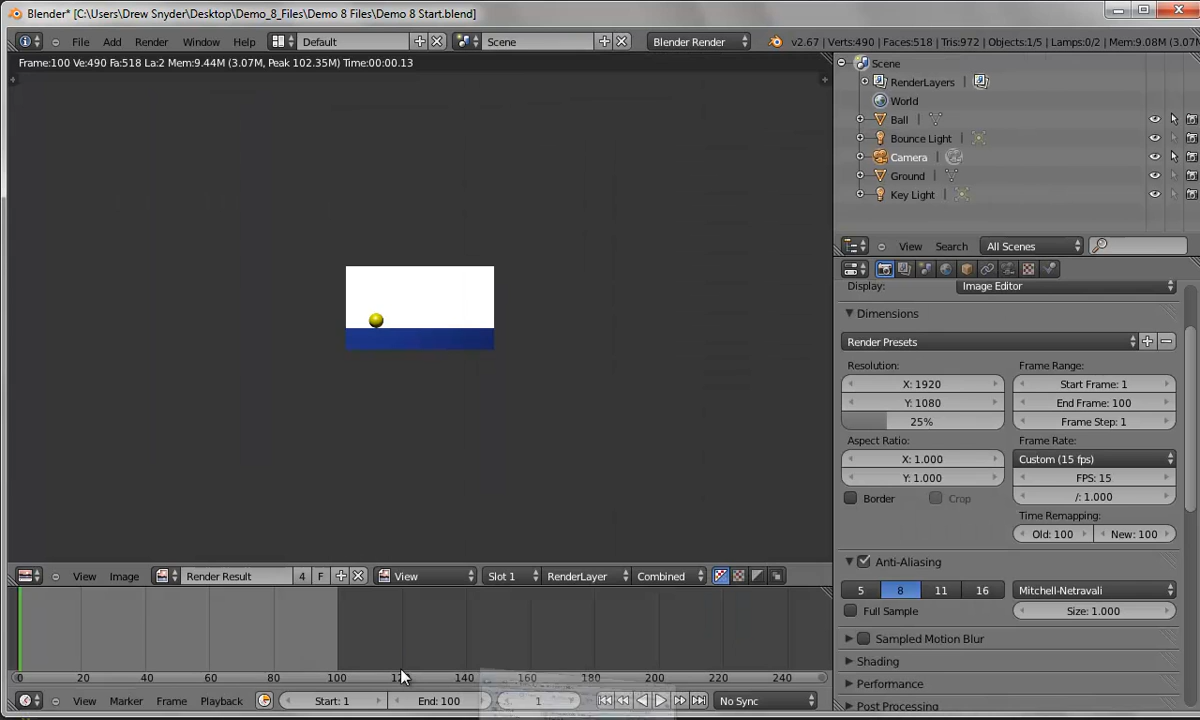 Blender* [C:\Users\Drew Snyder\Desktop\Demo_8_Files\Demo 8 Files\Demo 8 Start.blend]
File Add Render Window Help Default Scene Blender Render v2.67 | Verts:490 | Faces:518 | Tris:972 | Objects:1/5 | Lamps:0/2 | Mem:9.08M (3.07M
Frame:100 Ve:490 Fa:518 La:2 Mem:9.44M (3.07M, Peak 102.35M) Time:00:00.13
Scene
RenderLayers
World
Ball
Bounce Light
Camera
Ground
Key Light
View Search All Scenes
Display: Image Editor
Dimensions
Render Presets
Resolution: Frame Range:
X: 1920 Start Frame: 1
Y: 1080 End Frame: 100
25% Frame Step: 1
Aspect Ratio: Frame Rate:
X: 1.000 Custom (15 fps)
Y: 1.000 FPS: 15
Border Crop /: 1.000
Time Remapping:
Old: 100 New: 100
Anti-Aliasing
5 8 11 16 Mitchell-Netravali
Full Sample Size: 1.000
Sampled Motion Blur
Shading
Performance
Post Processing
View Image Render Result 4 F View Slot 1 RenderLayer Combined
0 20 40 60 80 100 140 160 180 200 220 240
View Marker Frame Playback Start: 1 End: 100 1 No Sync